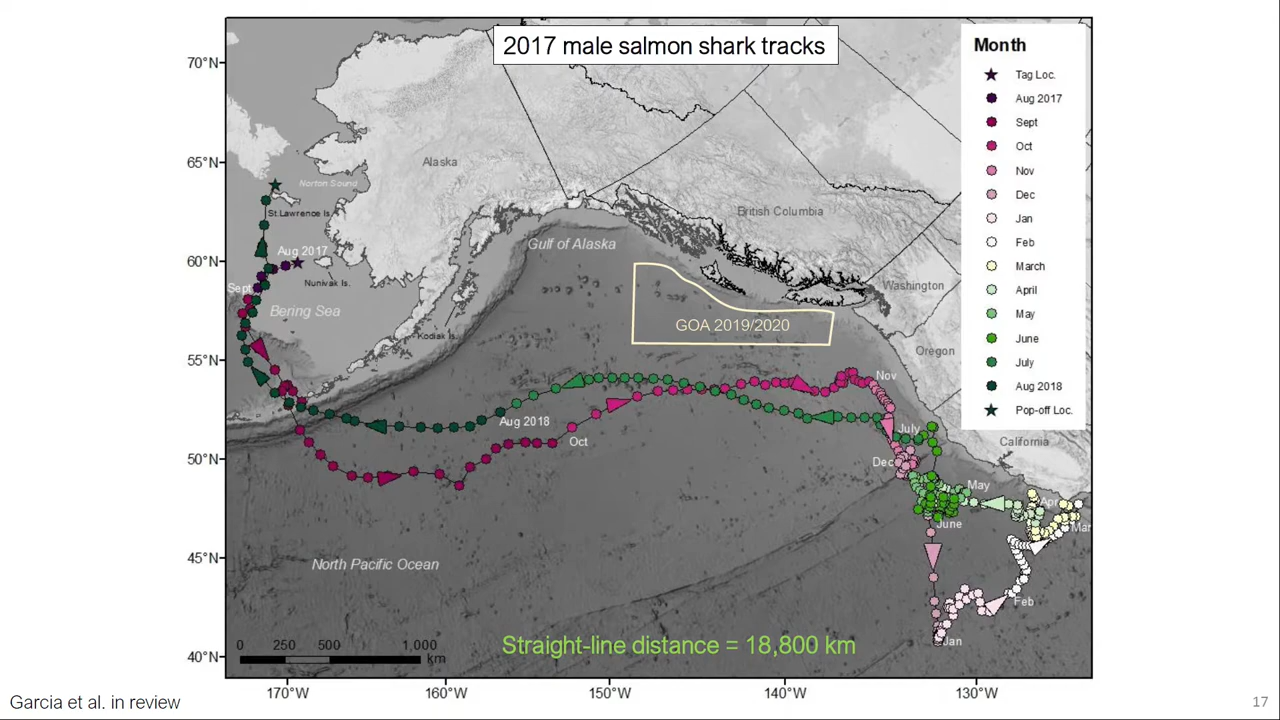 2017 male salmon shark tracks
Month
Tag Loc.
Aug 2017
Sept
Oct
Nov
Dec
Jan
Feb
March
April
May
June
July
Aug 2018
Pop-off Loc.
70°N
65°N
60°N
55°N
50°N
45°N
40°N
Alaska
Norton Sound
St.Lawrence Is.
British Columbia
Gulf of Alaska
Aug 2017
Nunivak Is.
Sept
Bering Sea
Washington
GOA 2019/2020
Kodiak Is.
Oregon
Nov
Aug 2018
Oct
July
California
Dec
May
Apr
June
Mar
North Pacific Ocean
Feb
Jan
0 250 500 1,000
km
Straight-line distance = 18,800 km
170°W
160°W
150°W
140°W
130°W
Garcia et al. in review
17